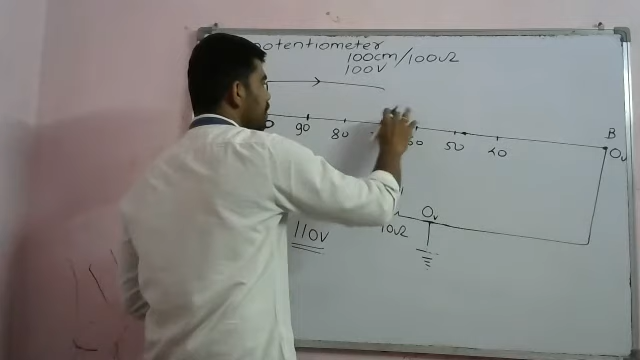 potentiometer
100cm/100Ω
100V
90 80 50 40
B
0v
0v
110V 10Ω